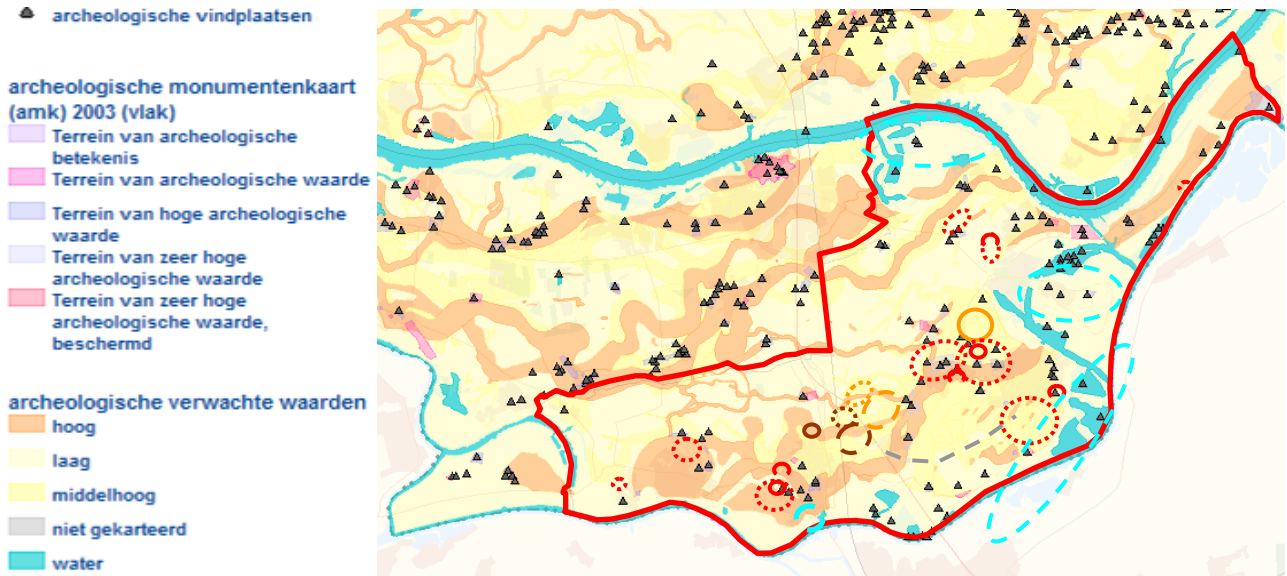 archeologische vindplaatsen
archeologische monumentenkaart
(amk) 2003 (vlak)
Terrein van archeologische
betekenis
Terrein van archeologische waarde
Terrein van hoge archeologische
waarde
Terrein van zeer hoge
archeologische waarde
Terrein van zeer hoge
archeologische waarde,
beschermd
archeologische verwachte waarden
hoog
laag
middelhoog
niet gekarteerd
water